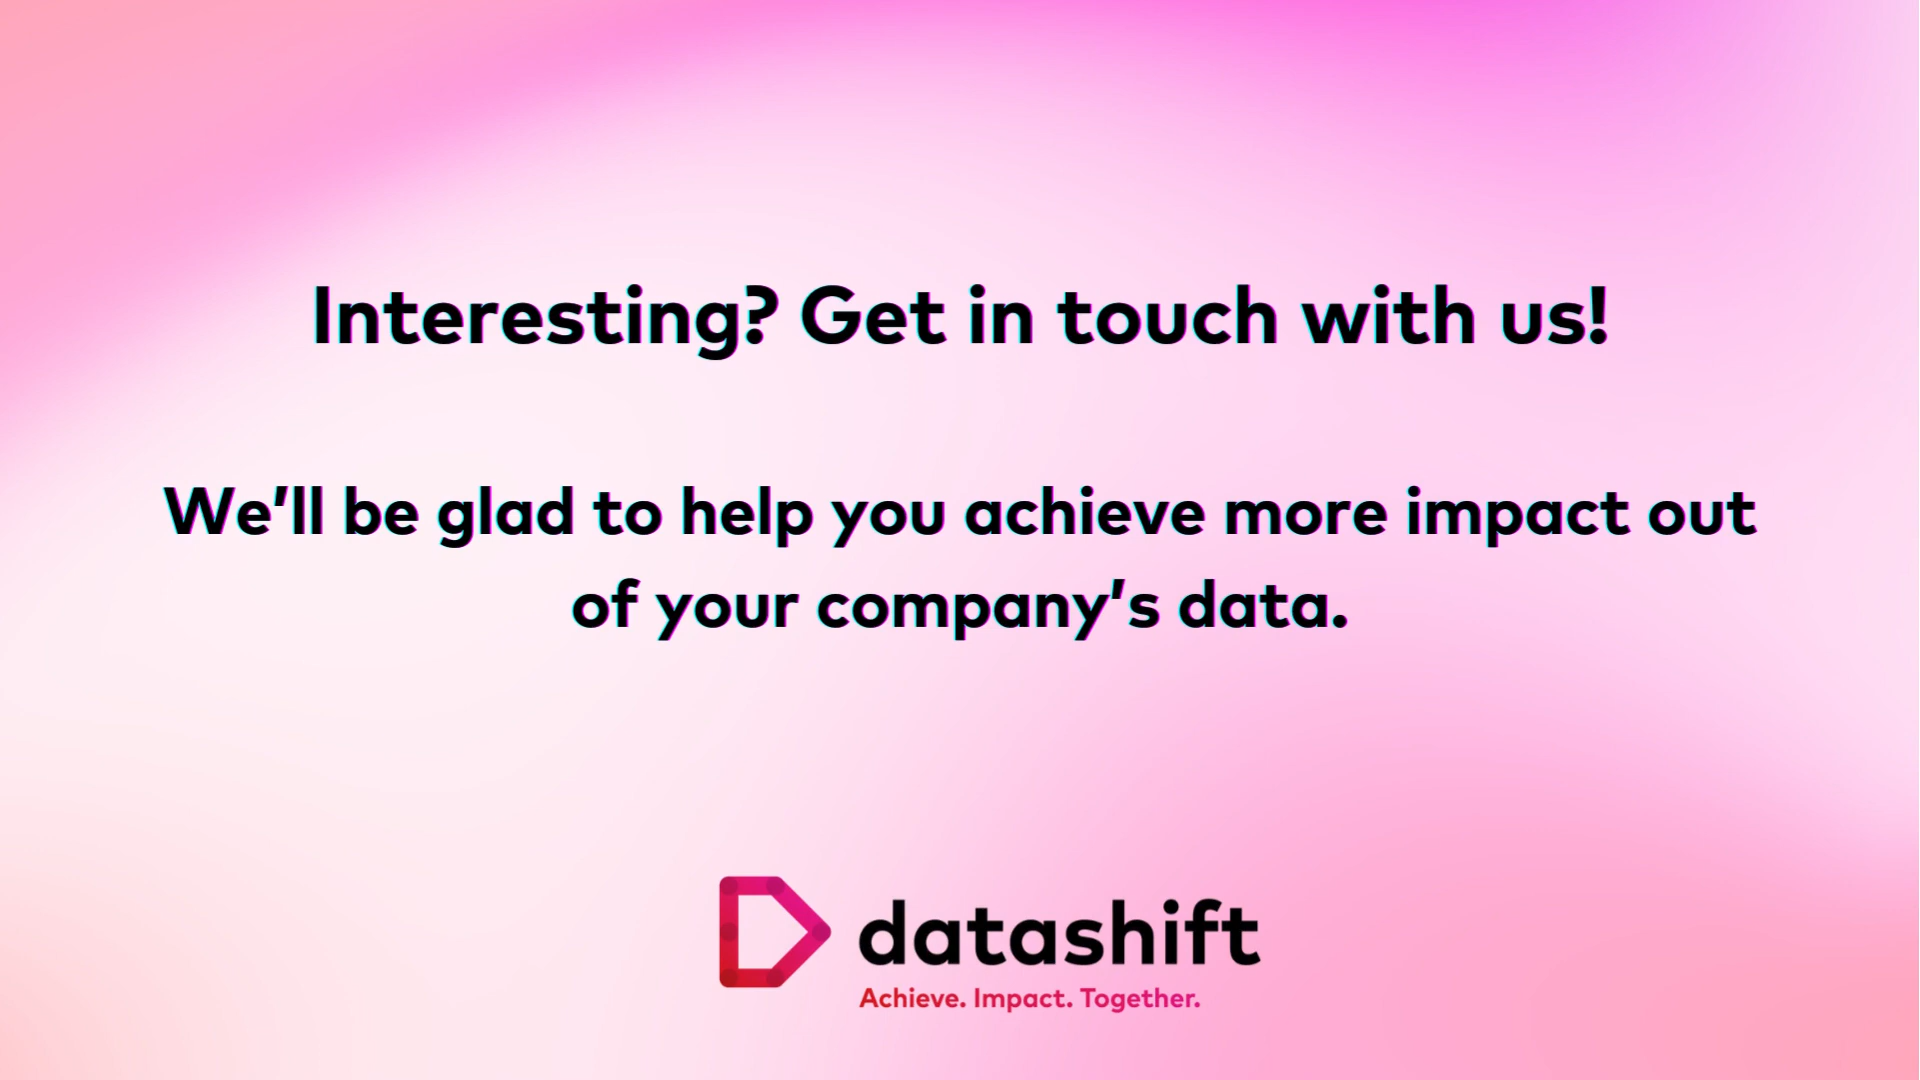 Interesting? Get in touch with us!
We’ll be glad to help you achieve more impact out
of your company’s data.
datashift
Achieve. Impact. Together.